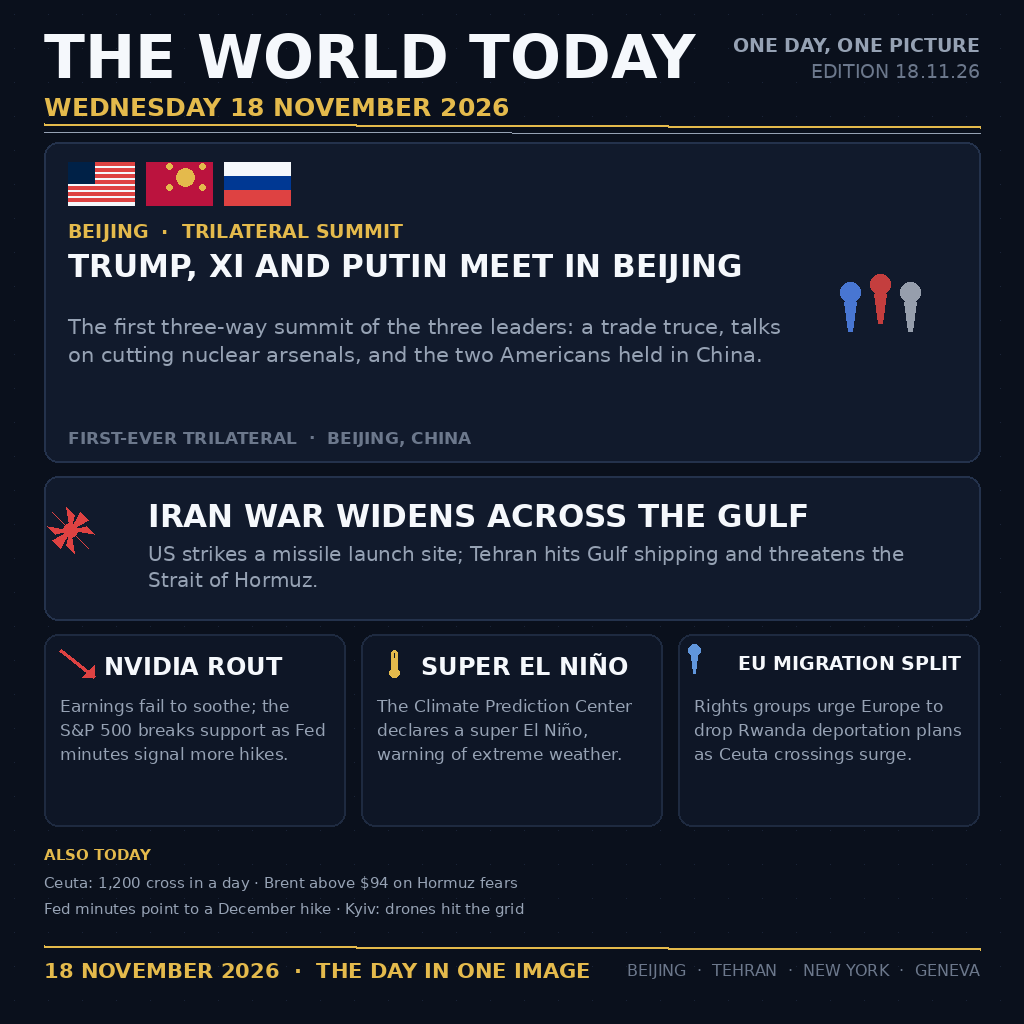 THE WORLD TODAY
ONE DAY, ONE PICTURE
EDITION 18.11.26
WEDNESDAY 18 NOVEMBER 2026
BEIJING · TRILATERAL SUMMIT
TRUMP, XI AND PUTIN MEET IN BEIJING
The first three-way summit of the three leaders: a trade truce, talks
on cutting nuclear arsenals, and the two Americans held in China.
FIRST-EVER TRILATERAL · BEIJING, CHINA
IRAN WAR WIDENS ACROSS THE GULF
US strikes a missile launch site; Tehran hits Gulf shipping and threatens the
Strait of Hormuz.
NVIDIA ROUT
Earnings fail to soothe; the
S&P 500 breaks support as Fed
minutes signal more hikes.
SUPER EL NIÑO
The Climate Prediction Center
declares a super El Niño,
warning of extreme weather.
EU MIGRATION SPLIT
Rights groups urge Europe to
drop Rwanda deportation plans
as Ceuta crossings surge.
ALSO TODAY
Ceuta: 1,200 cross in a day · Brent above $94 on Hormuz fears
Fed minutes point to a December hike · Kyiv: drones hit the grid
18 NOVEMBER 2026 · THE DAY IN ONE IMAGE
BEIJING · TEHRAN · NEW YORK · GENEVA